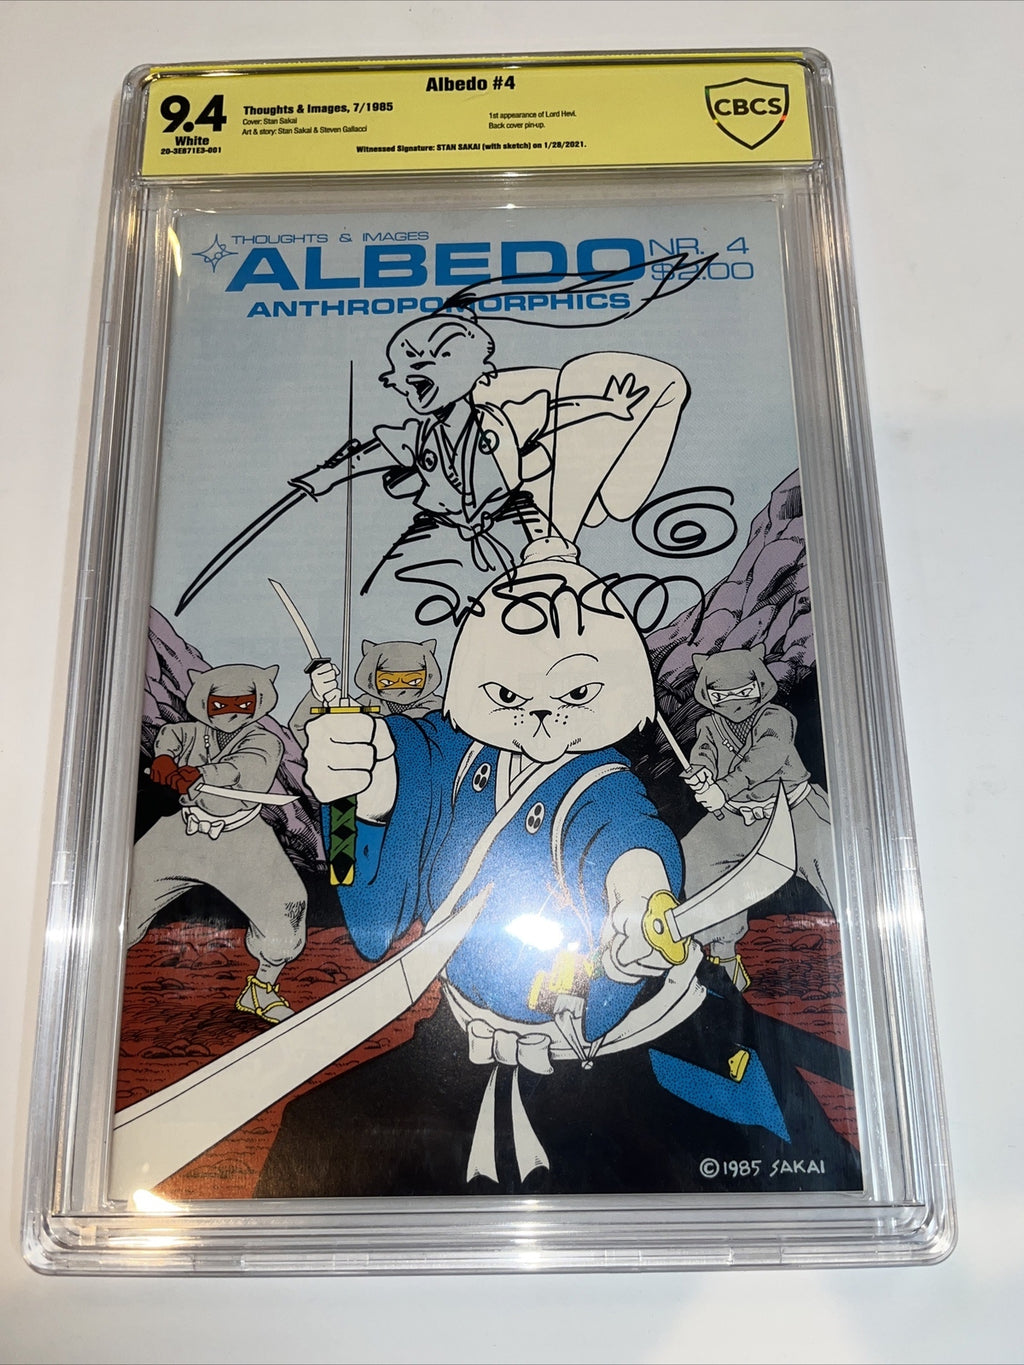 Albedo #4
9.4
White
20-3E871E3-001
Thoughts & Images, 7/1985
Cover: Stan Sakai
Art & story: Stan Sakai & Steven Gallacci
1st appearance of Lord Hevi.
Back cover pin-up.
Witnessed Signature: STAN SAKAI (with sketch) on 1/28/2021.
CBCS
THOUGHTS & IMAGES
ALBEDO
NR. 4
$2.00
ANTHROPOMORPHICS
©1985 SAKAI